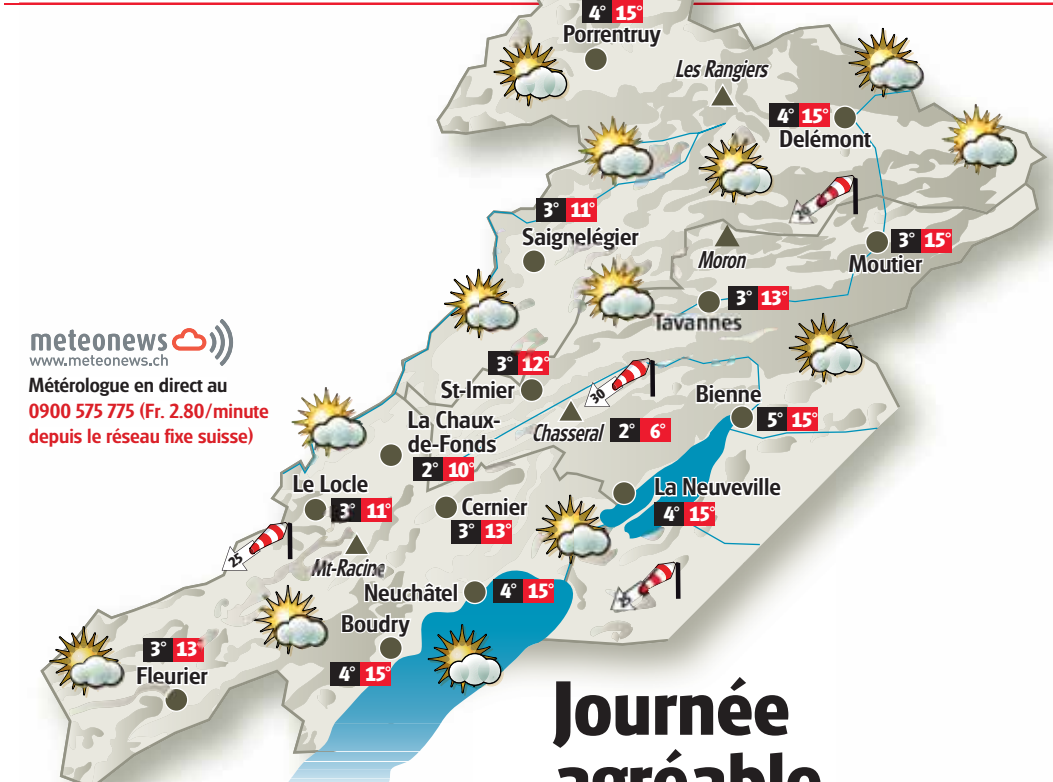 4° 15°
Porrentruy
Les Rangiers
4° 15°
Delémont
20
3° 11°
Saignelégier
Moron
3° 15°
Moutier
3° 13°
Tavannes
meteonews
www.meteonews.ch
Métérologue en direct au
0900 575 775 (Fr. 2.80/minute
depuis le réseau fixe suisse)
3° 12°
St-Imier
30
Chasseral 2° 6°
Bienne
5° 15°
La Chaux-
de-Fonds
2° 10°
Le Locle
3° 11°
Cernier
3° 13°
La Neuveville
4° 15°
25
Mt-Racine
Neuchâtel 4° 15°
Boudry
4° 15°
3° 13°
Fleurier
Journée
agréable